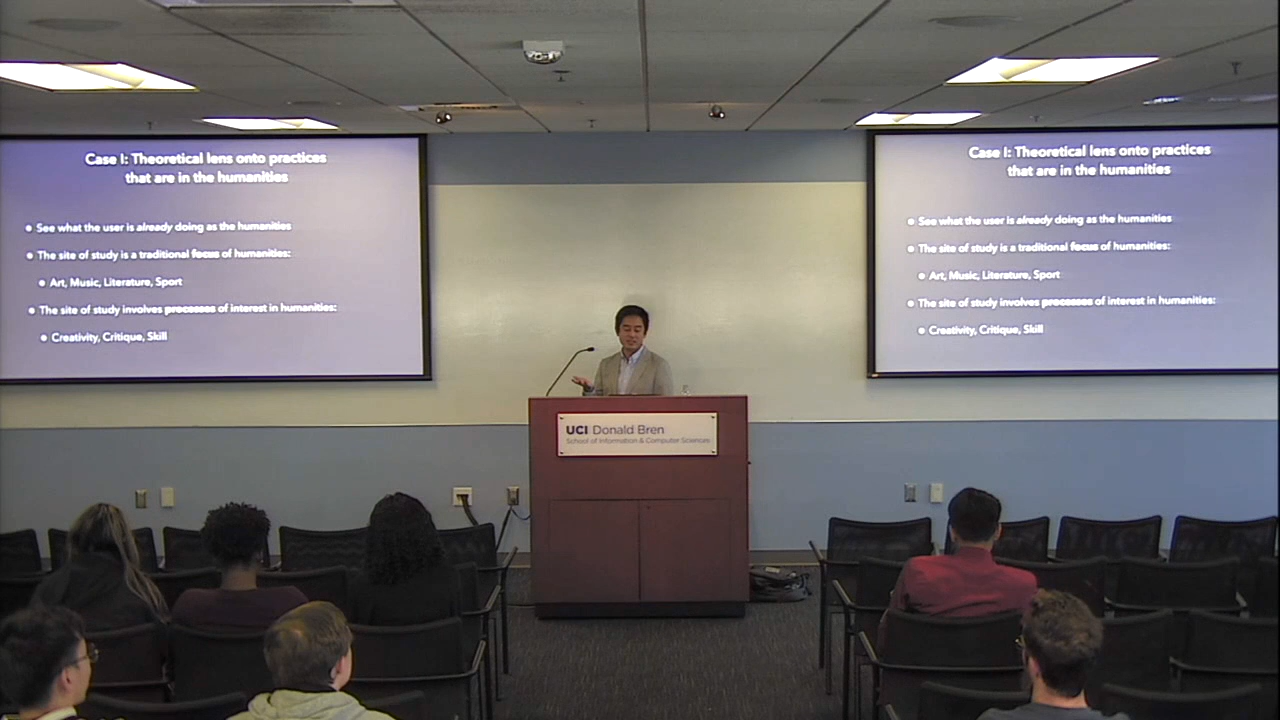 Case I: Theoretical lens onto practices
that are in the humanities
See what the user is already doing as the humanities
The site of study is a traditional focus of humanities:
Art, Music, Literature, Sport
The site of study involves processes of interest in humanities:
Creativity, Critique, Skill
Case I: Theoretical lens onto practices
that are in the humanities
See what the user is already doing as the humanities
The site of study is a traditional focus of humanities:
Art, Music, Literature, Sport
The site of study involves processes of interest in humanities:
Creativity, Critique, Skill
UCI Donald Bren
School of Information & Computer Sciences